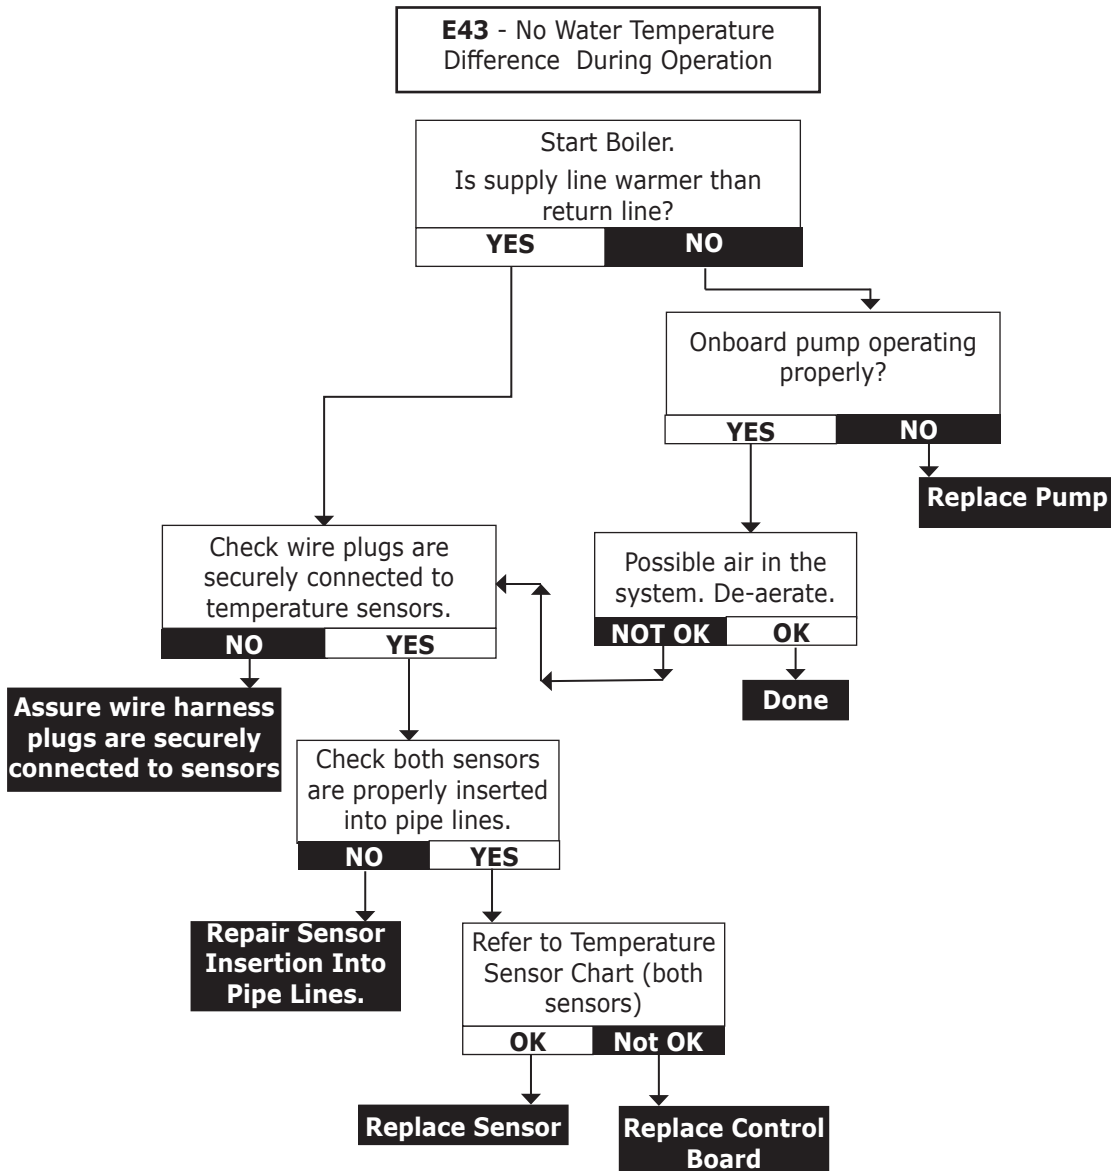 E43 - No Water Temperature
Difference During Operation
Start Boiler.
Is supply line warmer than
return line?
YES
NO
Onboard pump operating
properly?
YES
NO
Replace Pump
Check wire plugs are
securely connected to
temperature sensors.
NO
YES
Possible air in the
system. De-aerate.
NOT OK
OK
Done
Assure wire harness
plugs are securely
connected to sensors
Check both sensors
are properly inserted
into pipe lines.
NO
YES
Repair Sensor
Insertion Into
Pipe Lines.
Refer to Temperature
Sensor Chart (both
sensors)
OK
Not OK
Replace Sensor
Replace Control
Board